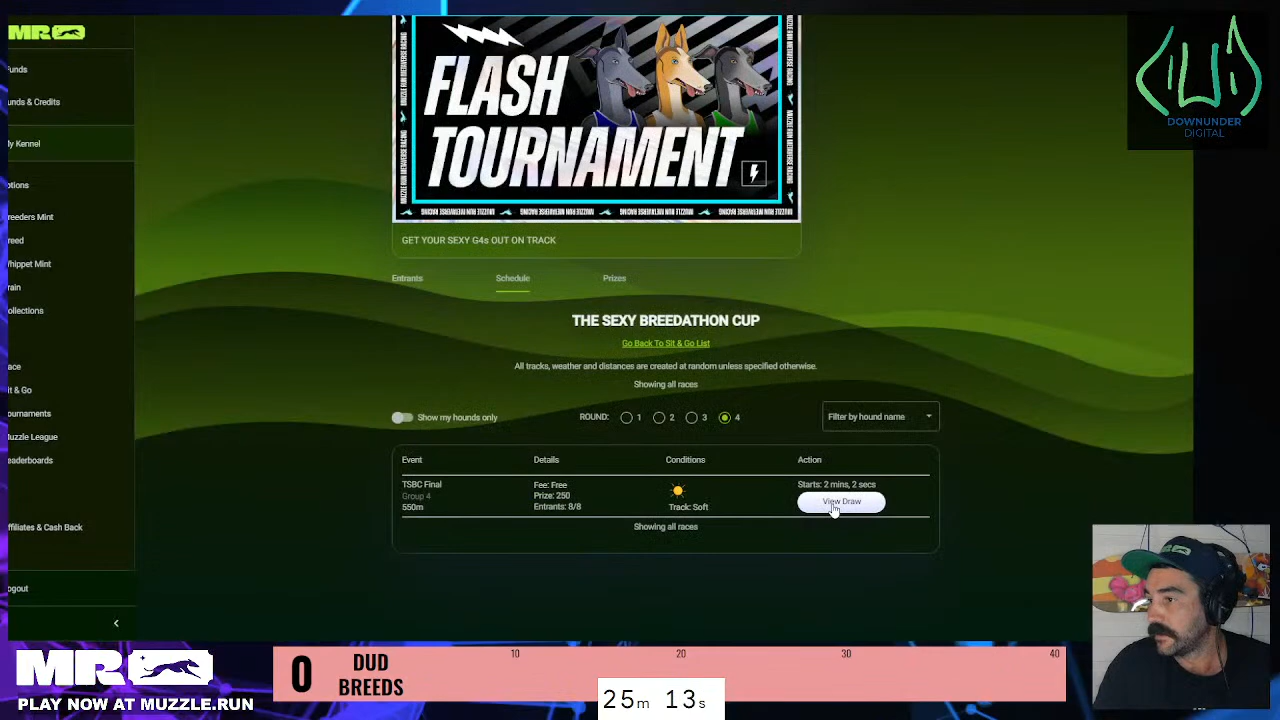 MR
Funds
unds & Credits
y Kennel
ptions
reeders Mint
reed
hippet Mint
rain
ollections
ace
it & Go
ournaments
uzzle League
eaderboards
ffiliates & Cash Back
ogout
FLASH
TOURNAMENT
MUZZLE RUN METAVERSE RACING
GET YOUR SEXY G4s OUT ON TRACK
Entrants Schedule Prizes
THE SEXY BREEDATHON CUP
Go Back To Sit & Go List
All tracks, weather and distances are created at random unless specified otherwise.
Showing all races
Show my hounds only ROUND: 1 2 3 4 Filter by hound name
Event Details Conditions Action
TSBC Final Fee: Free Starts: 2 mins, 2 secs
Group 4 Prize: 250 View Draw
550m Entrants: 8/8 Track: Soft
Showing all races
DOWNUNDER
DIGITAL
MR
PLAY NOW AT MUZZLE.RUN
0 DUD
BREEDS
10 20 30 40
25m 13s